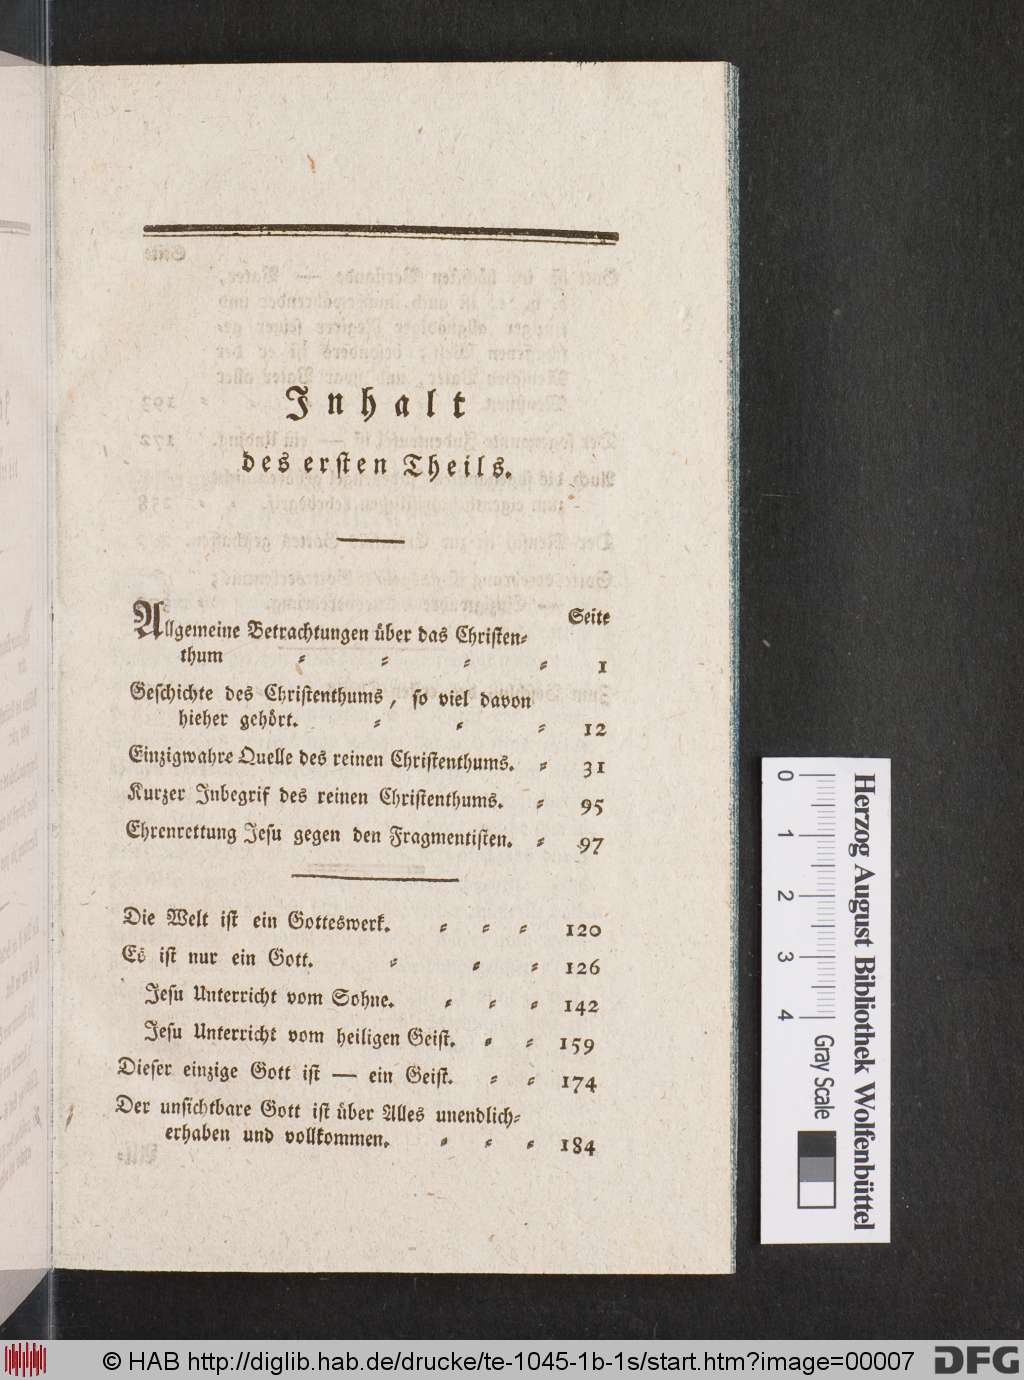 Inhalt
des erſten Theils.
Seite
Allgemeine Betrachtungen über das Chriſten⸗
thum ⸗ ⸗ ⸗ ⸗ 1
Geſchichte des Chriſtenthums, ſo viel davon
hieher gehört. ⸗ ⸗ ⸗ 12
Einzigwahre Quelle des reinen Chriſtenthums. ⸗ 31
Kurzer Inbegrif des reinen Chriſtenthums. ⸗ 95
Ehrenrettung Jeſu gegen den Fragmentiſten. ⸗ 97
Die Welt iſt ein Gotteswerk. ⸗ ⸗ ⸗ 120
Es iſt nur ein Gott. ⸗ ⸗ ⸗ 126
Jeſu Unterricht vom Sohne. ⸗ ⸗ ⸗ 142
Jeſu Unterricht vom heiligen Geiſt. ⸗ ⸗ 159
Dieſer einzige Gott iſt — ein Geiſt. ⸗ ⸗ 174
Der unſichtbare Gott iſt über Alles unendlich⸗
erhaben und vollkommen. ⸗ ⸗ ⸗ 184
Herzog August Bibliothek Wolfenbüttel
0 1 2 3 4 Gray Scale
© HAB http://diglib.hab.de/drucke/te-1045-1b-1s/start.htm?image=00007 DFG